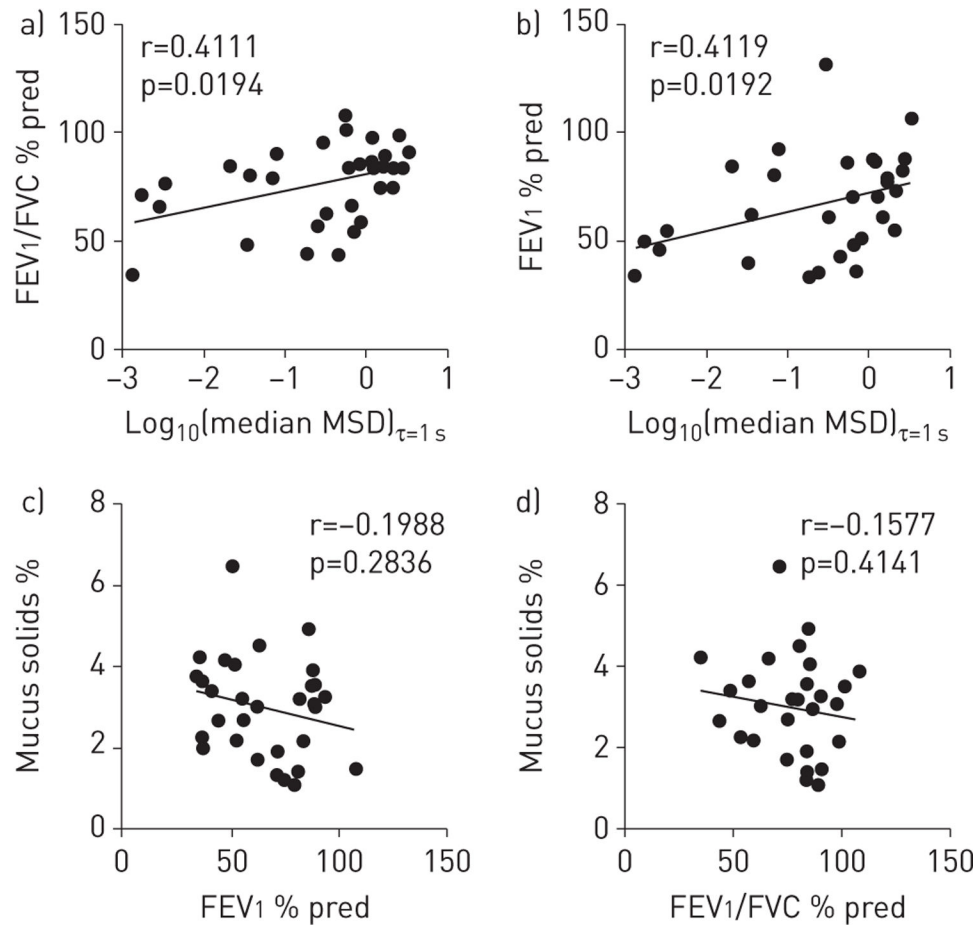 a)
r=0.4111
p=0.0194
FEV1/FVC % pred
150
100
50
0
–3 –2 –1 0 1
Log10(median MSD)τ=1 s
b)
r=0.4119
p=0.0192
FEV1 % pred
150
100
50
0
–3 –2 –1 0 1
Log10(median MSD)τ=1 s
c)
r=–0.1988
p=0.2836
Mucus solids %
8
6
4
2
0
0 50 100 150
FEV1 % pred
d)
r=–0.1577
p=0.4141
Mucus solids %
8
6
4
2
0
0 50 100 150
FEV1/FVC % pred